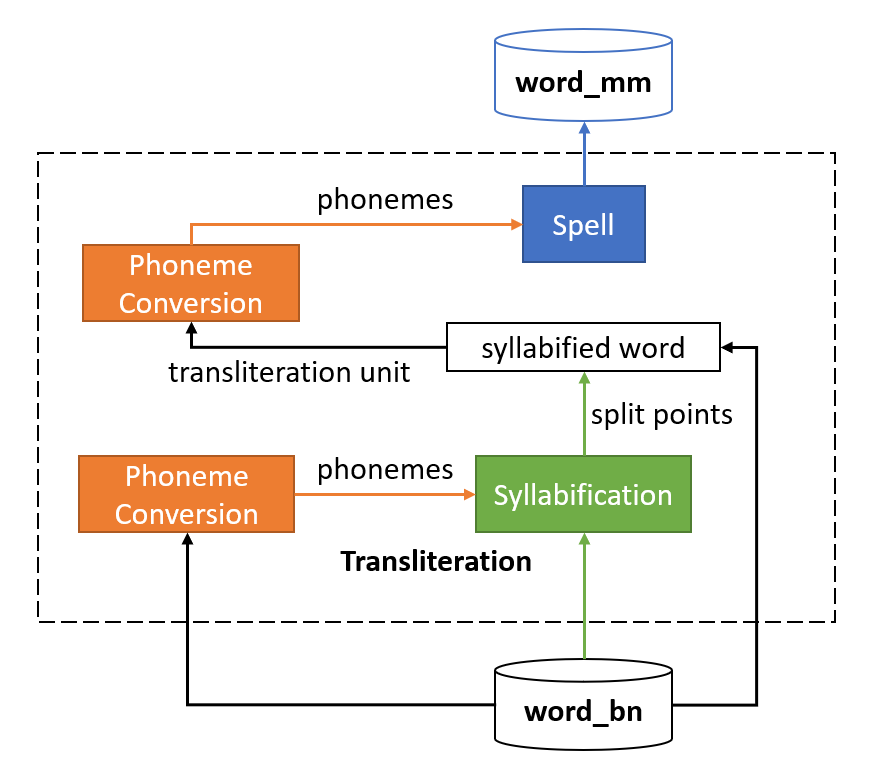 word_mm
phonemes
Spell
Phoneme
Conversion
syllabified word
transliteration unit
split points
Phoneme
Conversion
phonemes
Syllabification
Transliteration
word_bn